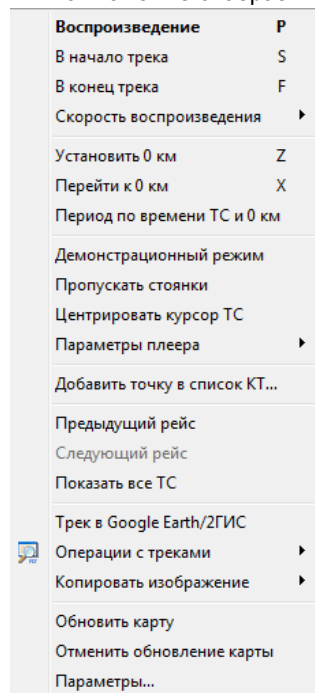 Воспроизведение P
В начало трека S
В конец трека F
Скорость воспроизведения
Установить 0 км Z
Перейти к 0 км X
Период по времени ТС и 0 км
Демонстрационный режим
Пропускать стоянки
Центрировать курсор ТС
Параметры плеера
Добавить точку в список КТ...
Предыдущий рейс
Следующий рейс
Показать все ТС
Трек в Google Earth/2ГИС
Операции с треками
Копировать изображение
Обновить карту
Отменить обновление карты
Параметры...